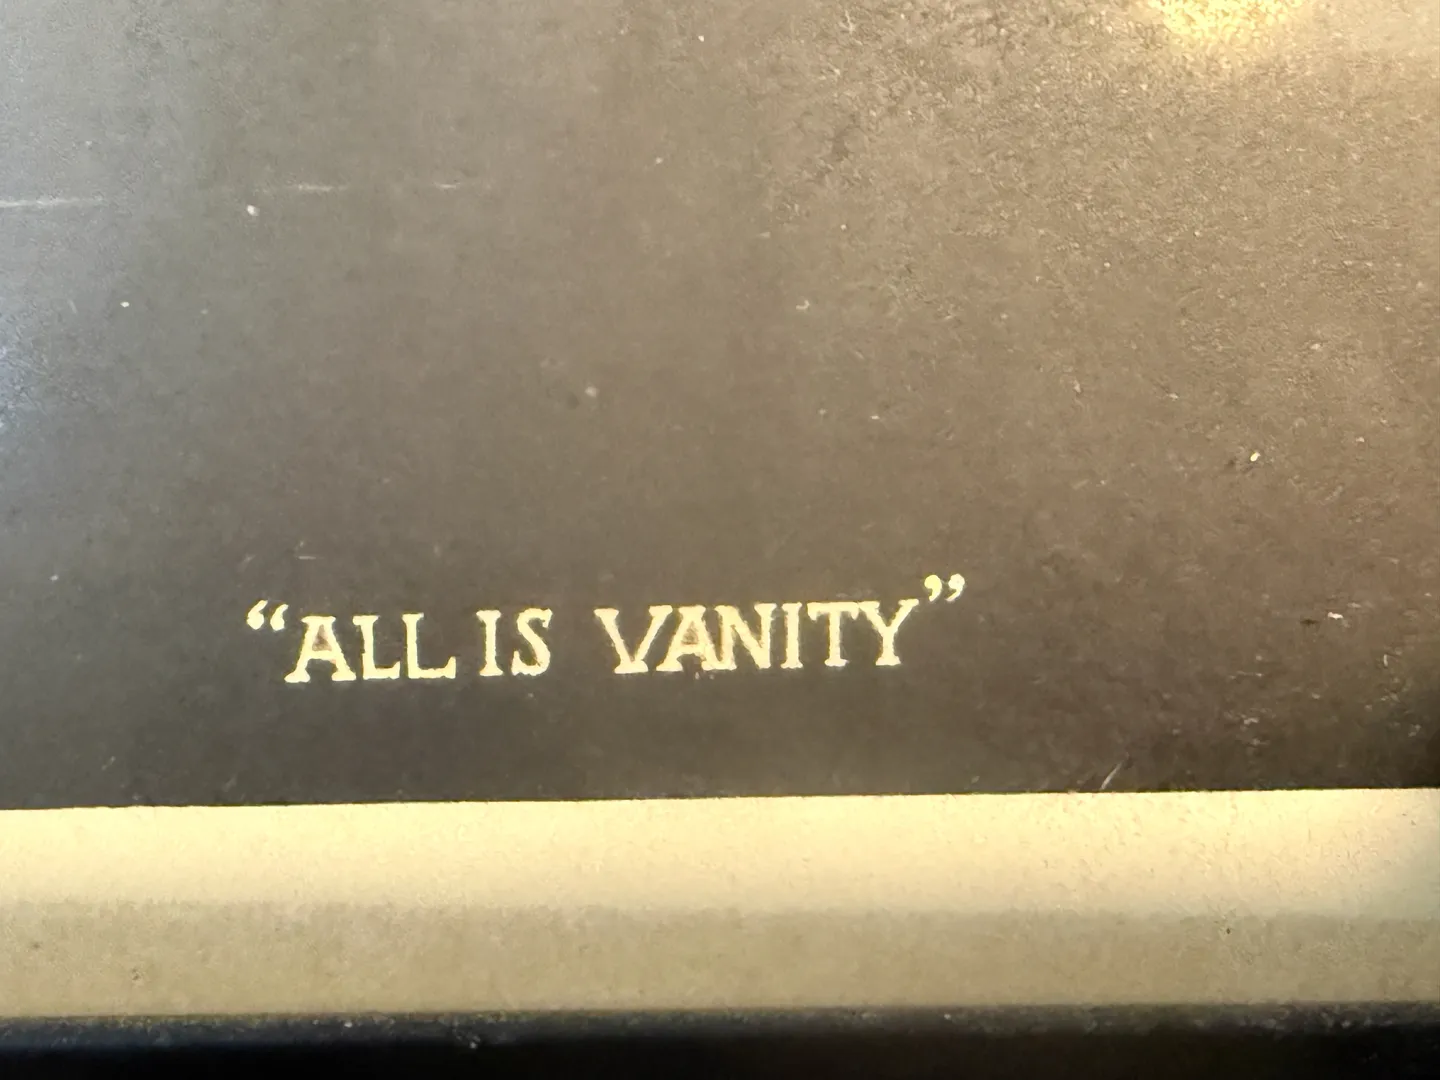 “ALL IS VANITY”